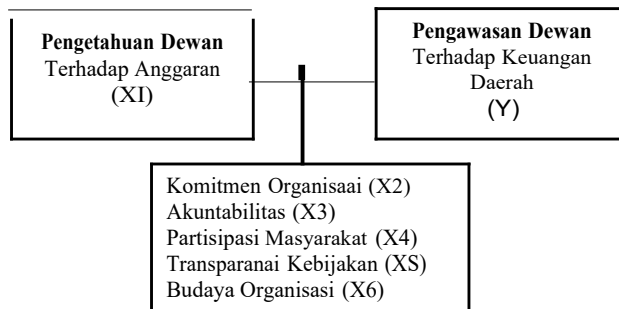 Pengetahuan Dewan
Terhadap Anggaran
(XI)
Pengawasan Dewan
Terhadap Keuangan
Daerah
(Y)
Komitmen Organisaai (X2)
Akuntabilitas (X3)
Partisipasi Masyarakat (X4)
Transparanai Kebijakan (XS)
Budaya Organisasi (X6)